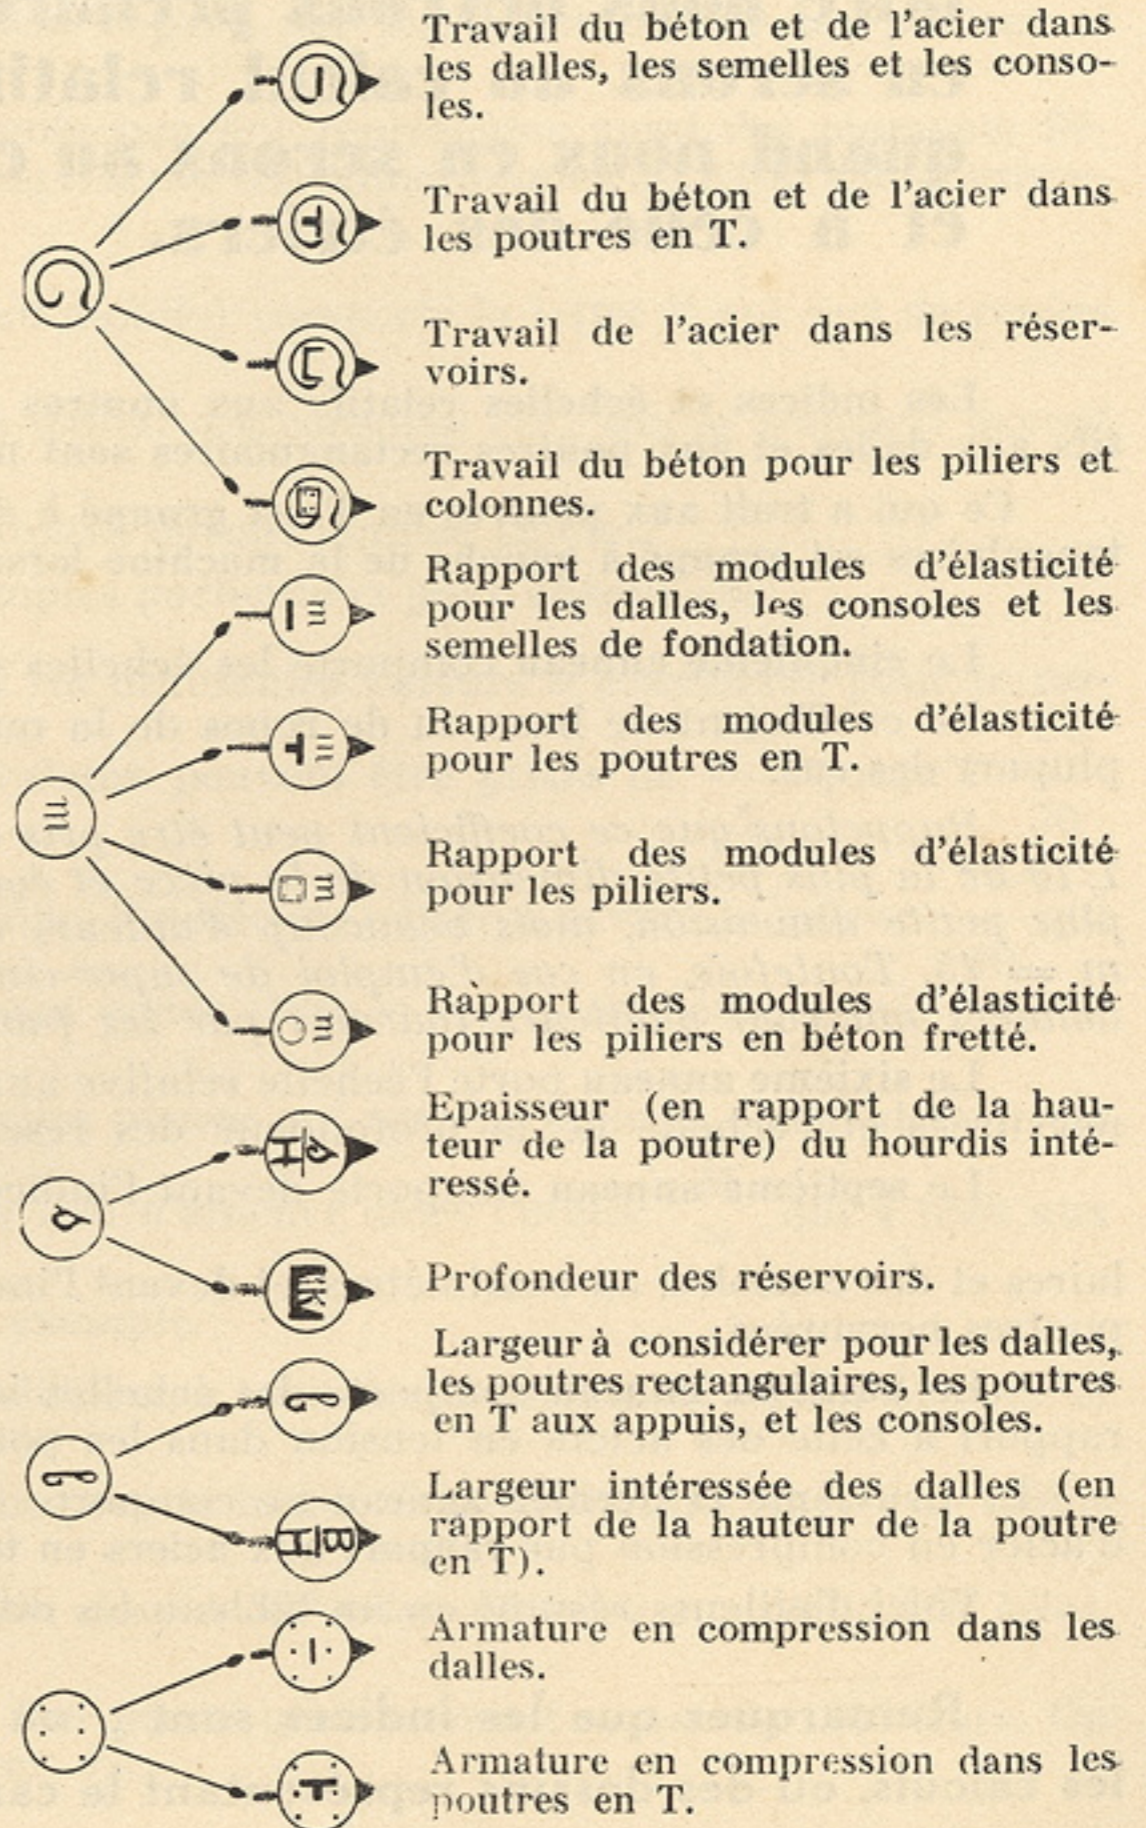 Travail du béton et de l'acier dans
les dalles, les semelles et les conso-
les.
Travail du béton et de l'acier dans
les poutres en T.
Travail de l'acier dans les réser-
voirs.
Travail du béton pour les piliers et
colonnes.
Rapport des modules d'élasticité
pour les dalles, les consoles et les
semelles de fondation.
m
Rapport des modules d'élasticité
pour les poutres en T.
Rapport des modules d'élasticité
pour les piliers.
Rapport des modules d'élasticité
pour les piliers en béton fretté.
Epaisseur (en rapport de la hau-
teur de la poutre) du hourdis inté-
ressé.
Profondeur des réservoirs.
Largeur à considérer pour les dalles,
les poutres rectangulaires, les poutres
en T aux appuis, et les consoles.
B
H
Largeur intéressée des dalles (en
rapport de la hauteur de la poutre
en T).
Armature en compression dans les
dalles.
Armature en compression dans les
poutres en T.